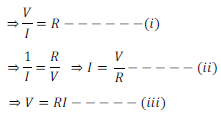 ⇒ V/I = R − − − − − −(i)
⇒ 1/I = R/V ⇒ I = V/R − − − − − (ii)
⇒ V = RI − − − − − (iii)